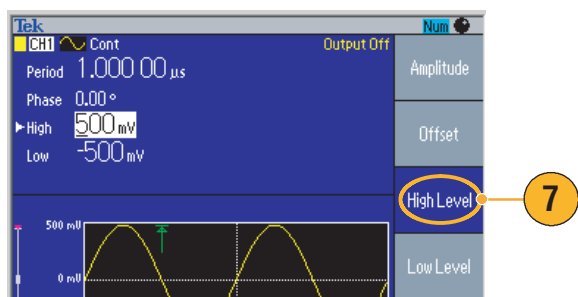 Tek
Num
CH1 Cont Output Off
Period 1.000 00 µs
Phase 0.00 °
High 500 mV
Low -500 mV
Amplitude
Offset
High Level
7
Low Level
500 mV
0 mV